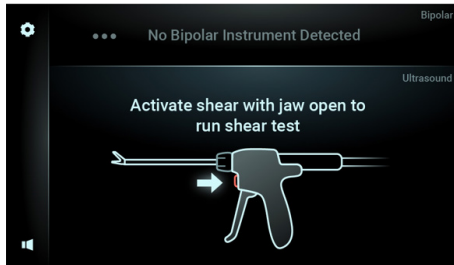 Bipolar
No Bipolar Instrument Detected
Ultrasound
Activate shear with jaw open to
run shear test